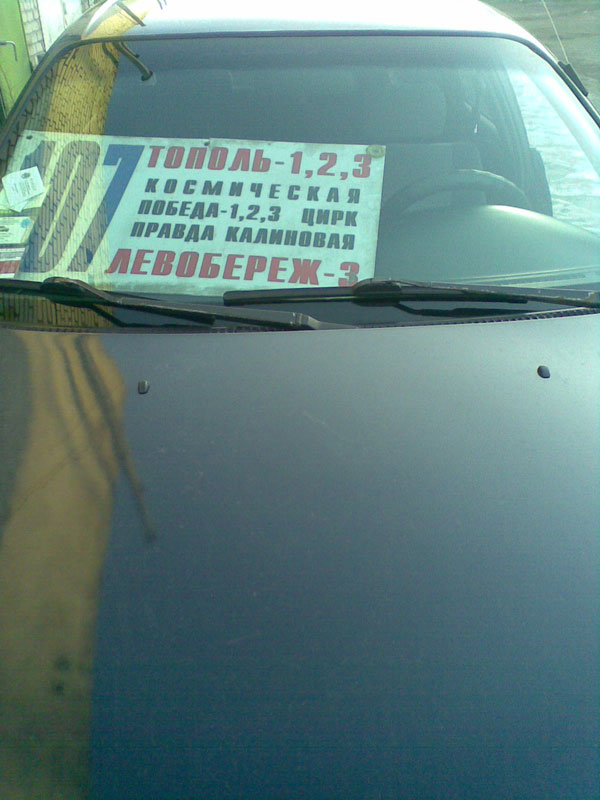 107
ТОПОЛЬ-1,2,3
КОСМИЧЕСКАЯ
ПОБЕДА-1,2,3 ЦИРК
ПРАВДА КАЛИНОВАЯ
ЛЕВОБЕРЕЖ-3